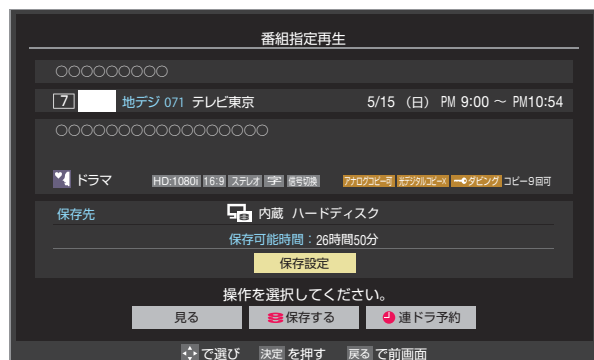 番組指定再生
○○○○○○○○○
7 地デジ 071 テレビ東京 5/15 (日) PM 9:00 ~ PM10:54
○○○○○○○○○○○○○○○○○
ドラマ HD:1080i 16:9 ステレオ 字 信号切換 アナログコピー可 光デジタルコピー× ダビング コピー9回可
保存先 内蔵 ハードディスク
保存可能時間：26時間50分
保存設定
操作を選択してください。
見る 保存する 連ドラ予約
で選び 決定 を押す 戻る で前画面